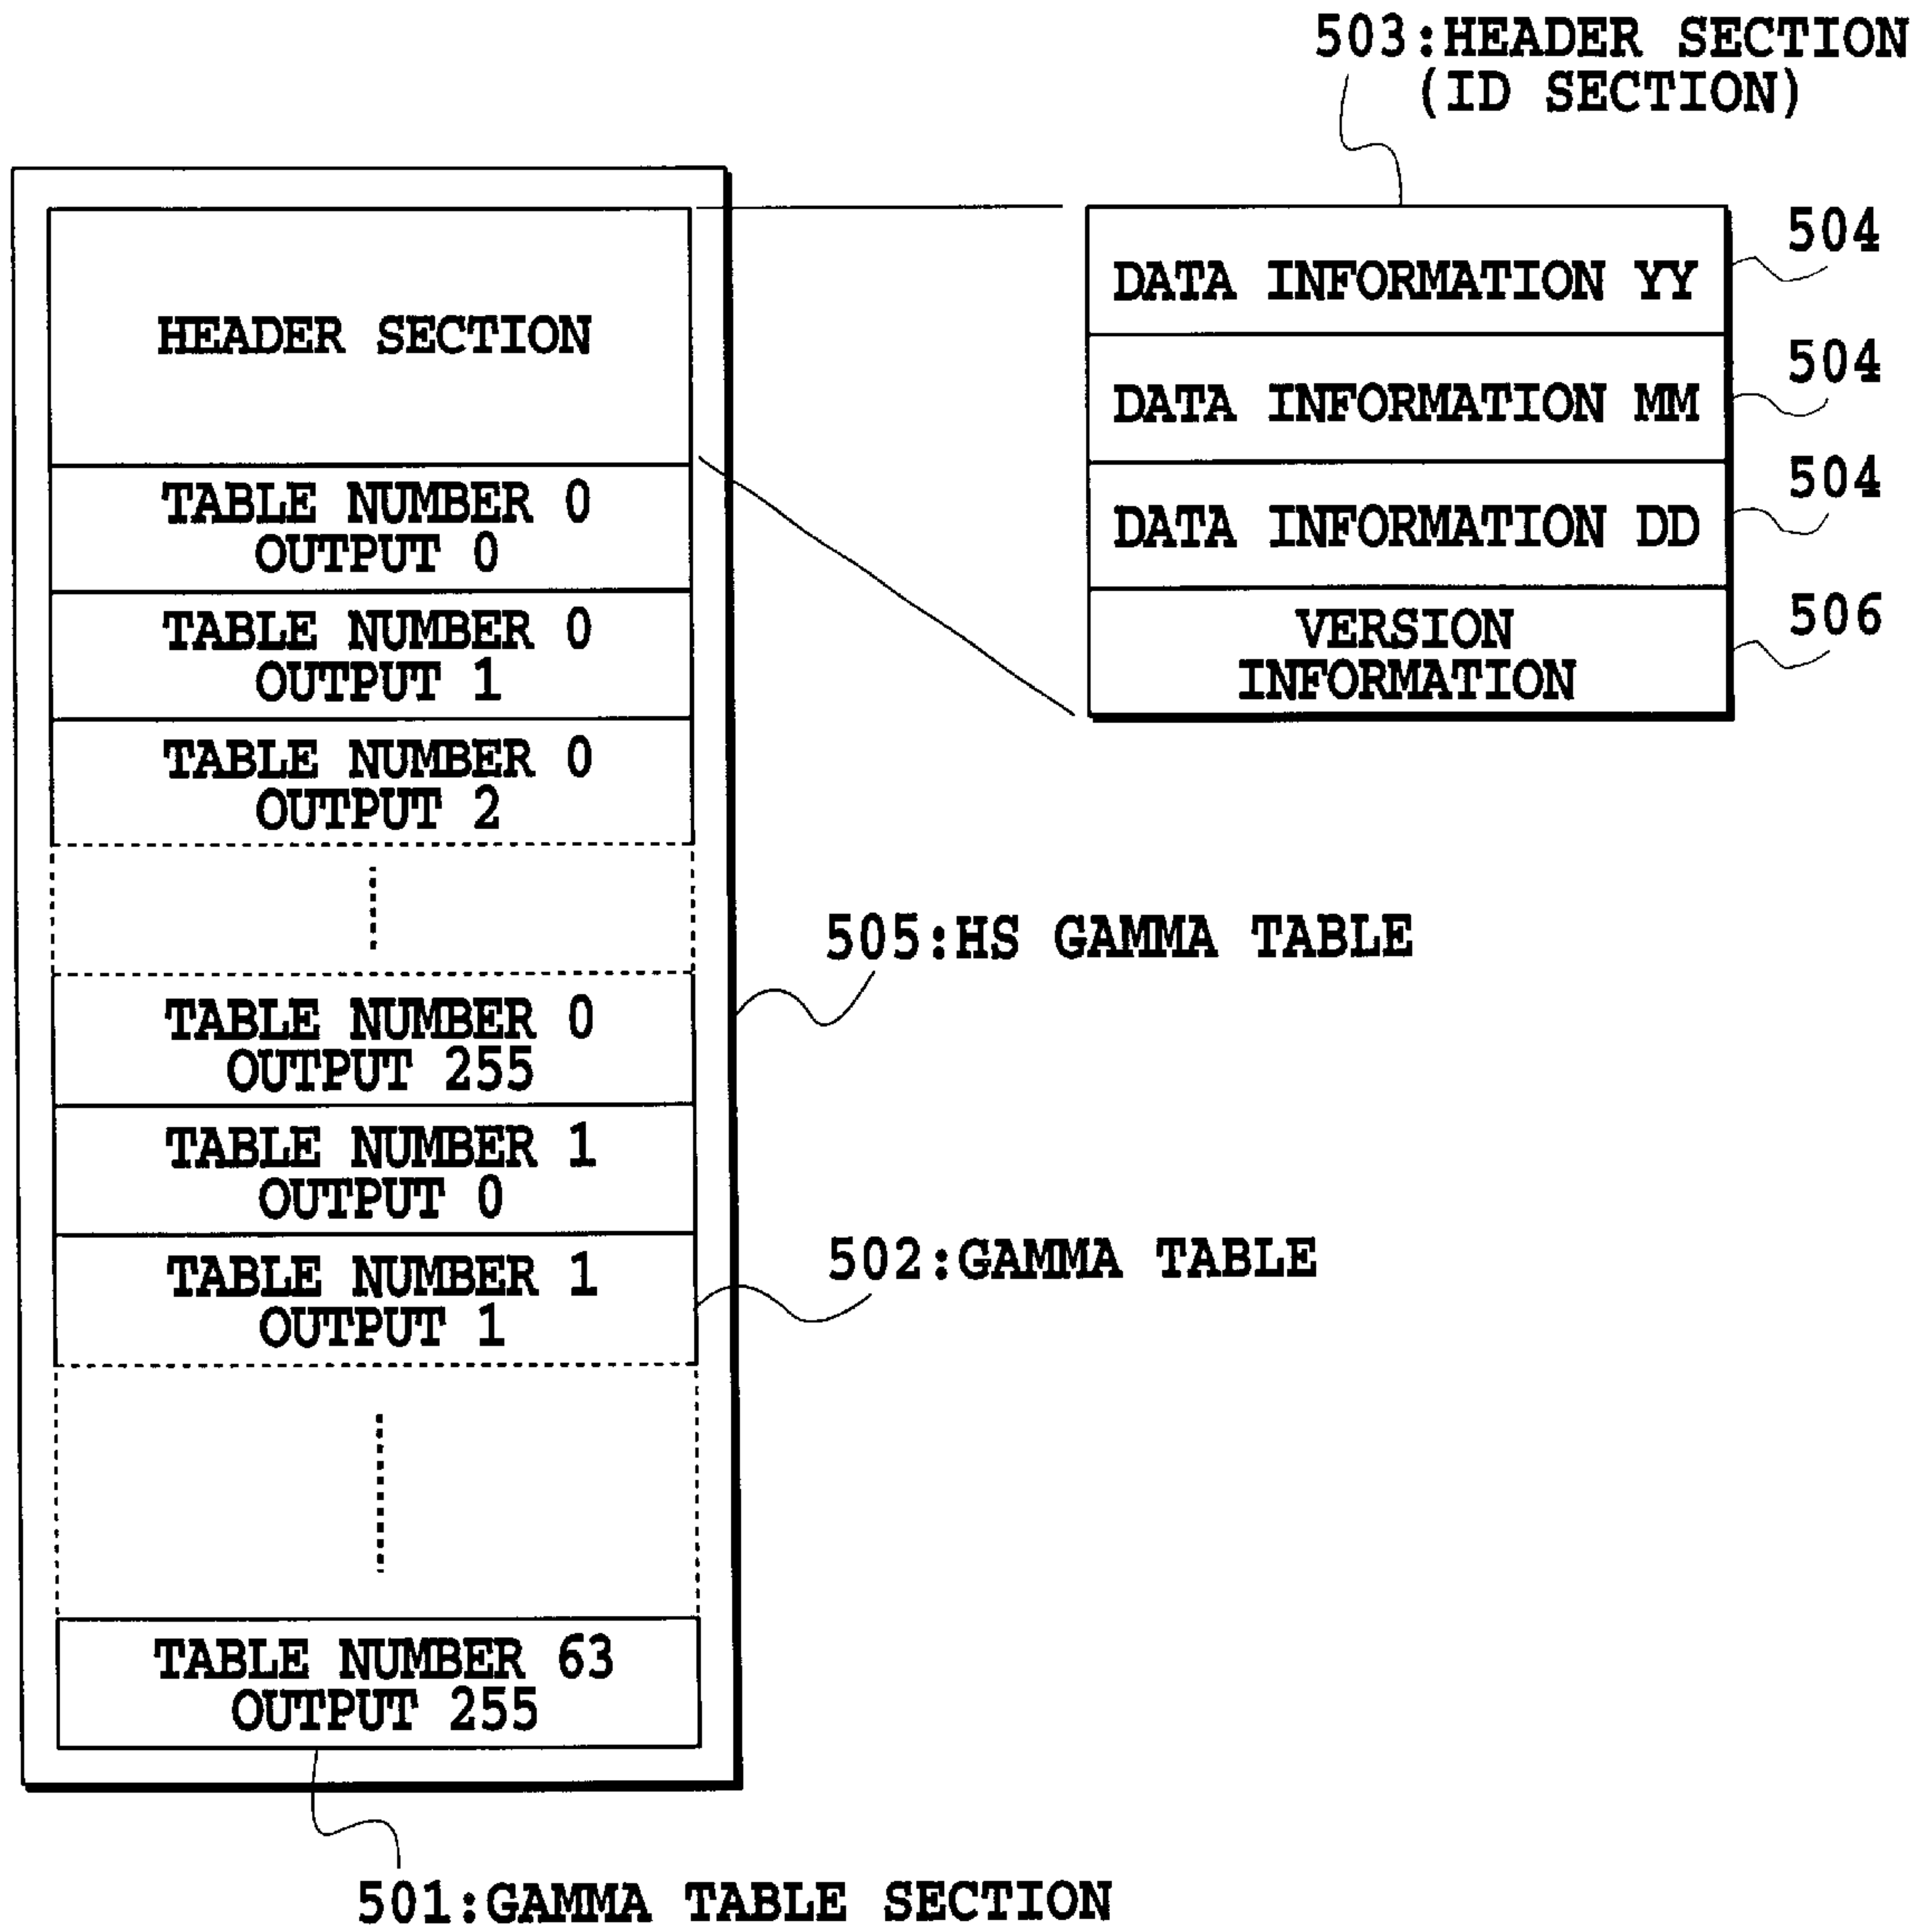 503:HEADER SECTION
(ID SECTION)
HEADER SECTION
TABLE NUMBER 0
OUTPUT 0
TABLE NUMBER 0
OUTPUT 1
TABLE NUMBER 0
OUTPUT 2
TABLE NUMBER 0
OUTPUT 255
TABLE NUMBER 1
OUTPUT 0
TABLE NUMBER 1
OUTPUT 1
TABLE NUMBER 63
OUTPUT 255
DATA INFORMATION YY
504
DATA INFORMATION MM
504
DATA INFORMATION DD
504
VERSION
INFORMATION
506
505:HS GAMMA TABLE
502:GAMMA TABLE
501:GAMMA TABLE SECTION